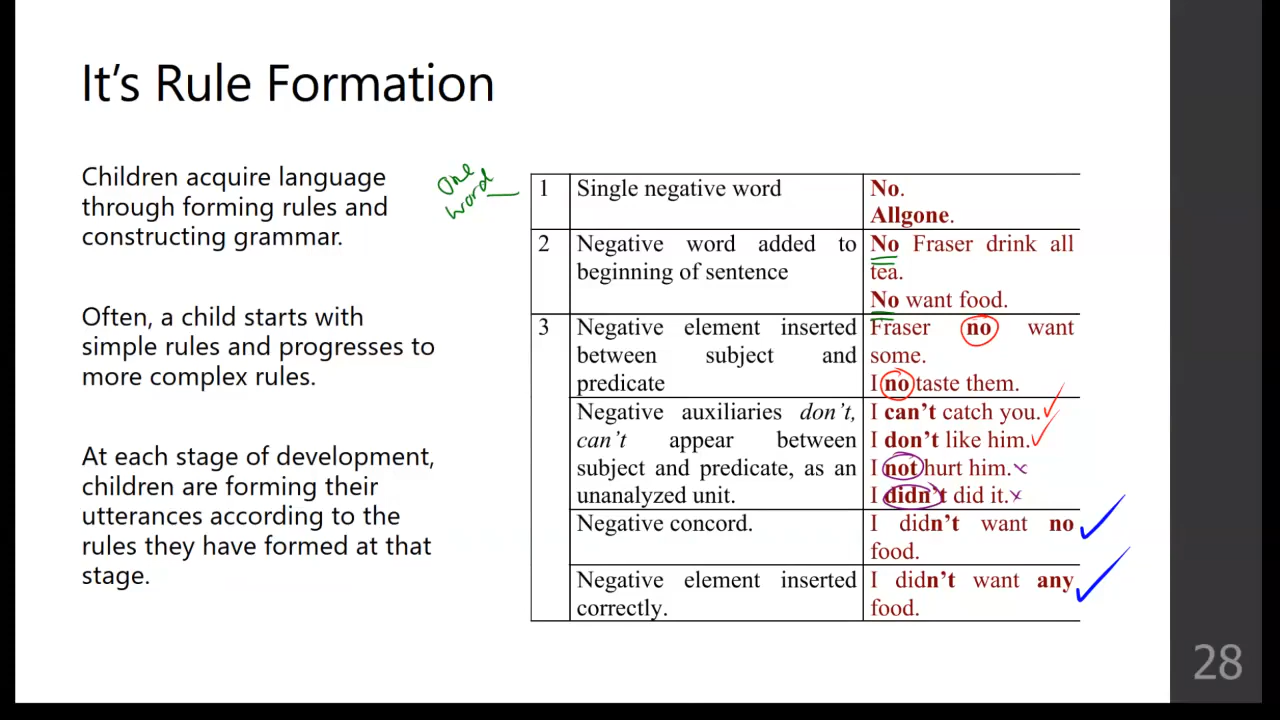 It's Rule Formation
Children acquire language
through forming rules and
constructing grammar.
Often, a child starts with
simple rules and progresses to
more complex rules.
At each stage of development,
children are forming their
utterances according to the
rules they have formed at that
stage.
One
word
1 Single negative word No.
Allgone.
2 Negative word added to No Fraser drink all
beginning of sentence tea.
No want food.
3 Negative element inserted Fraser no want
between subject and some.
predicate I no taste them.
Negative auxiliaries don't, I can't catch you.
can't appear between I don't like him.
subject and predicate, as an I not hurt him.
unanalyzed unit. I didn't did it.
Negative concord. I didn't want no
food.
Negative element inserted I didn't want any
correctly. food.
28